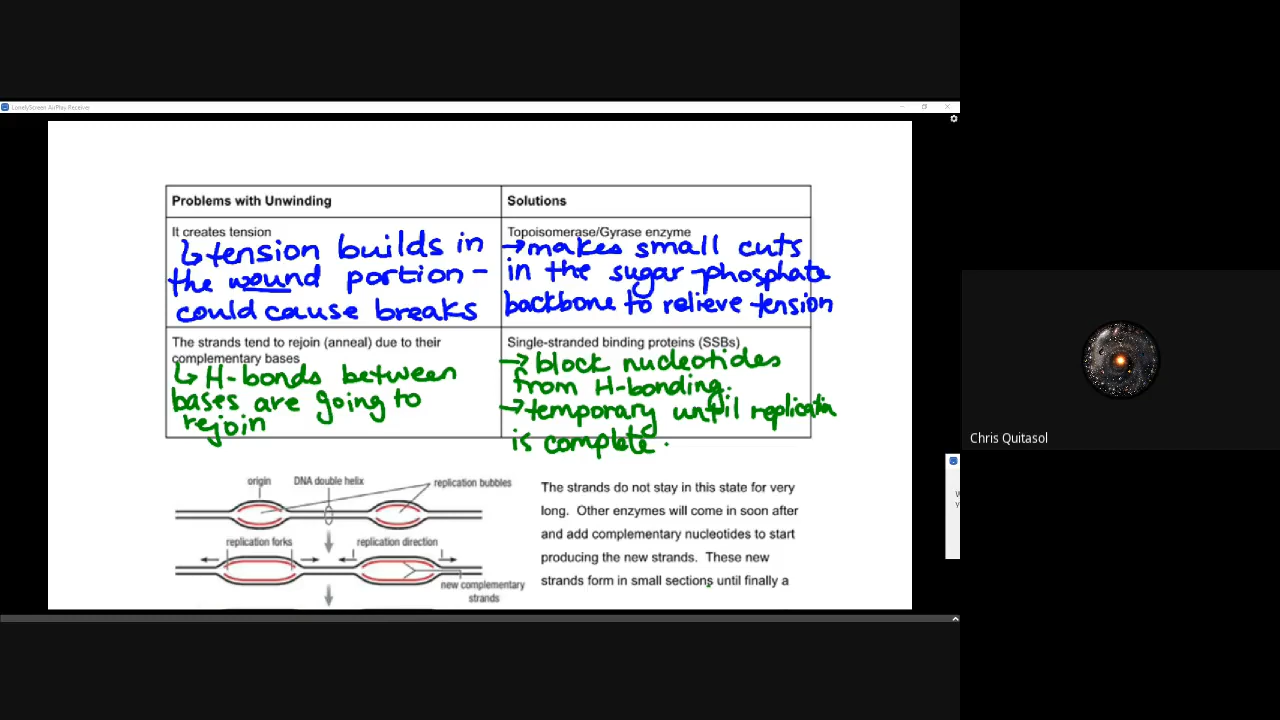 LonelyScreen AirPlay Receiver
Problems with Unwinding
Solutions
It creates tension
↳tension builds in
the wound portion –
could cause breaks
Topoisomerase/Gyrase enzyme
→makes small cuts
in the sugar-phosphate
backbone to relieve tension
The strands tend to rejoin (anneal) due to their
complementary bases
↳ H-bonds between
bases are going to
rejoin
Single-stranded binding proteins (SSBs)
→ block nucleotides
from H-bonding.
→temporary until replication
is complete.
origin
DNA double helix
replication bubbles
replication forks
replication direction
new complementary
strands
The strands do not stay in this state for very
long. Other enzymes will come in soon after
and add complementary nucleotides to start
producing the new strands. These new
strands form in small sections until finally a
Chris Quitasol